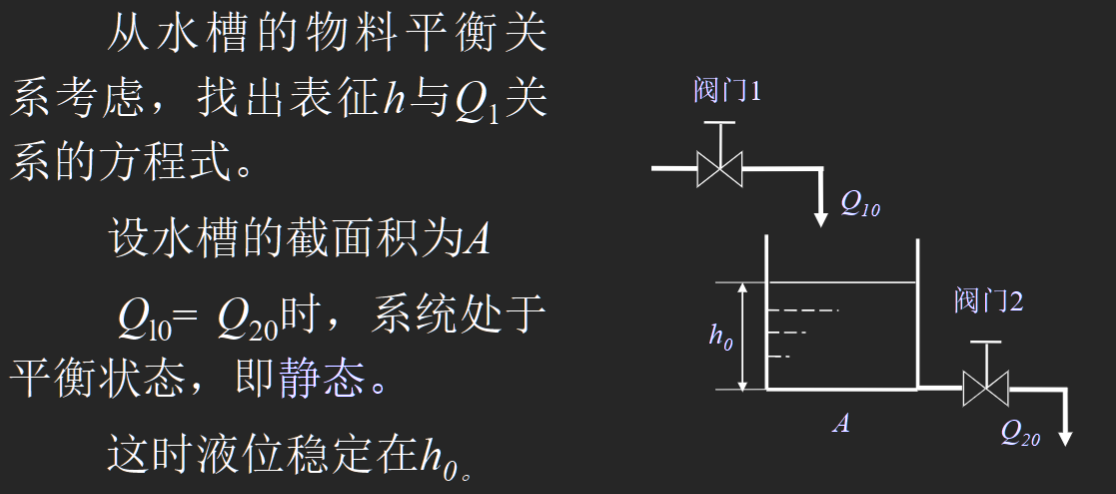 从水槽的物料平衡关
系考虑，找出表征h与Q1关
系的方程式。
设水槽的截面积为A
Ql0= Q20时，系统处于
平衡状态，即静态。
这时液位稳定在h0。
阀门1
Q10
阀门2
h0
A
Q20